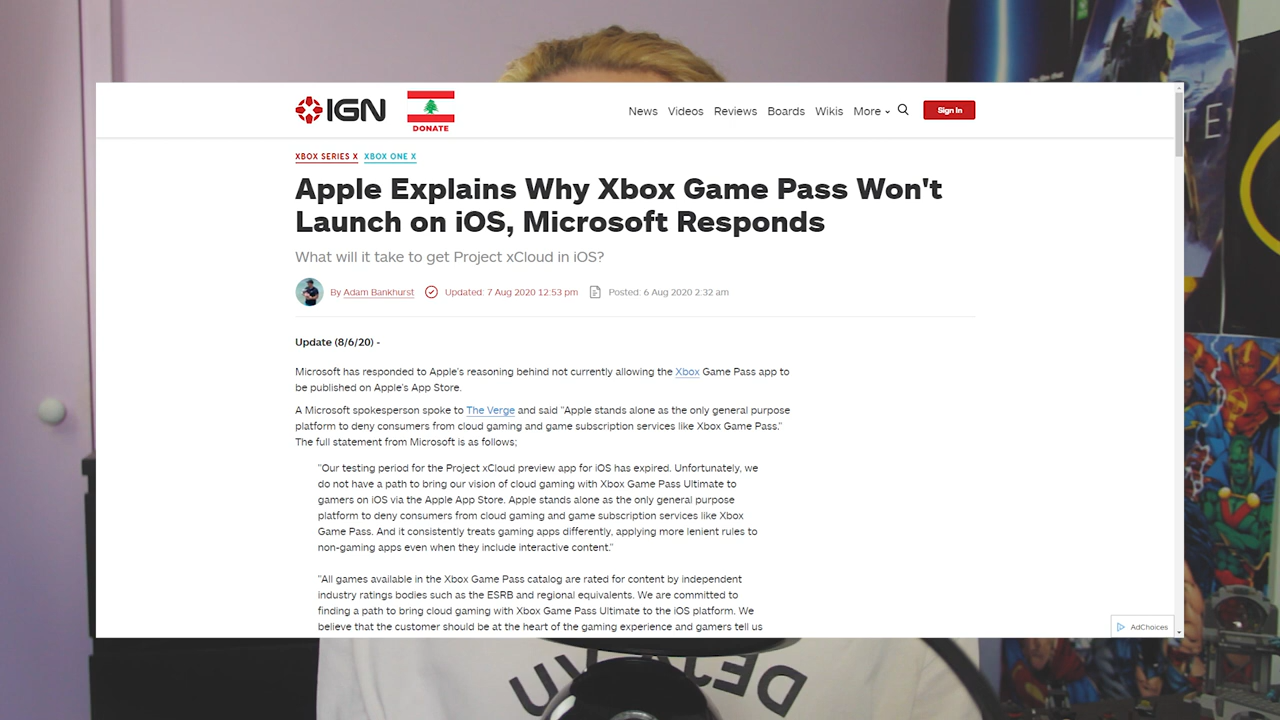 IGN
DONATE
News Videos Reviews Boards Wikis More
Sign In
XBOX SERIES X XBOX ONE X
Apple Explains Why Xbox Game Pass Won't
Launch on iOS, Microsoft Responds
What will it take to get Project xCloud in iOS?
By Adam Bankhurst Updated: 7 Aug 2020 12:53 pm Posted: 6 Aug 2020 2:32 am
Update (8/6/20) -
Microsoft has responded to Apple's reasoning behind not currently allowing the Xbox Game Pass app to
be published on Apple's App Store.
A Microsoft spokesperson spoke to The Verge and said "Apple stands alone as the only general purpose
platform to deny consumers from cloud gaming and game subscription services like Xbox Game Pass."
The full statement from Microsoft is as follows;
"Our testing period for the Project xCloud preview app for iOS has expired. Unfortunately, we
do not have a path to bring our vision of cloud gaming with Xbox Game Pass Ultimate to
gamers on iOS via the Apple App Store. Apple stands alone as the only general purpose
platform to deny consumers from cloud gaming and game subscription services like Xbox
Game Pass. And it consistently treats gaming apps differently, applying more lenient rules to
non-gaming apps even when they include interactive content."
"All games available in the Xbox Game Pass catalog are rated for content by independent
industry ratings bodies such as the ESRB and regional equivalents. We are committed to
finding a path to bring cloud gaming with Xbox Game Pass Ultimate to the iOS platform. We
believe that the customer should be at the heart of the gaming experience and gamers tell us
AdChoices